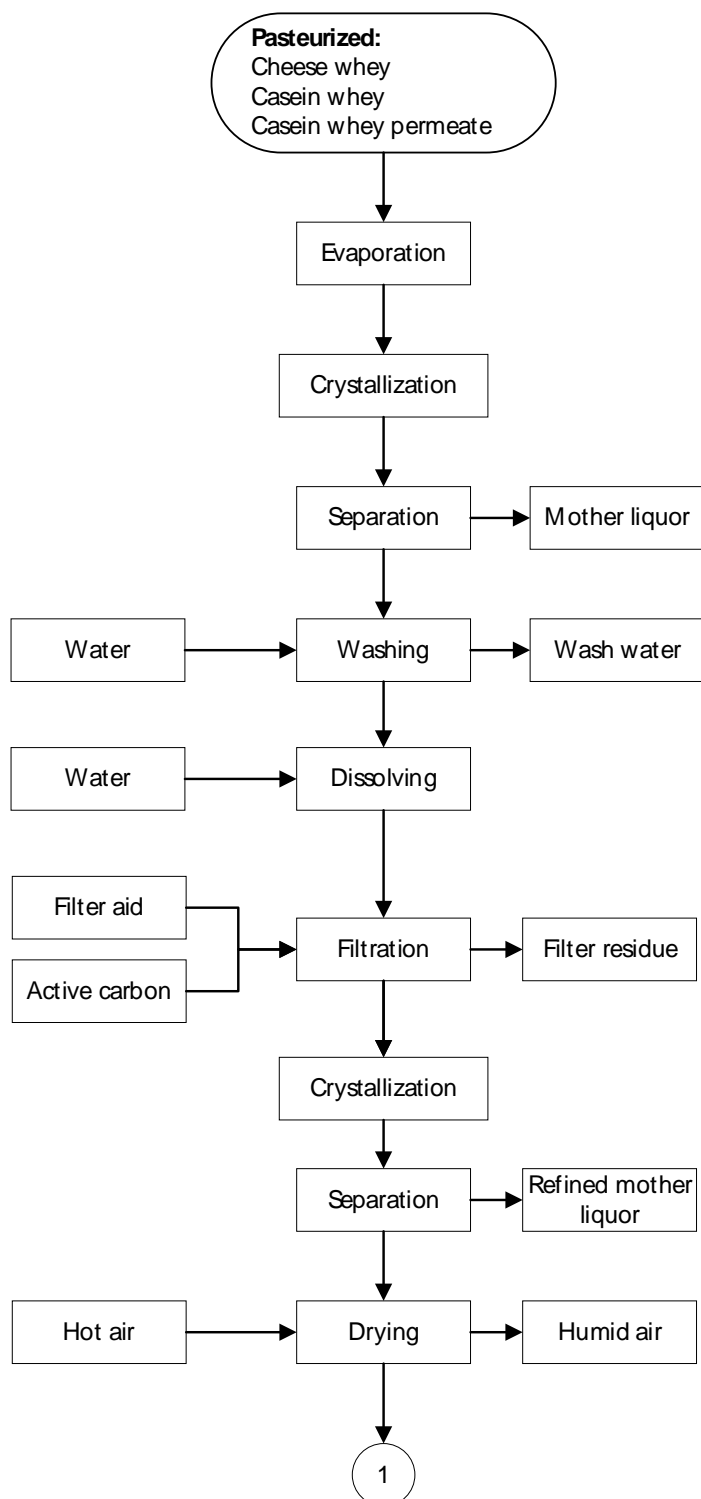 Pasteurized:
Cheese whey
Casein whey
Casein whey permeate
Evaporation
Crystallization
Separation
Mother liquor
Water
Washing
Wash water
Water
Dissolving
Filter aid
Active carbon
Filtration
Filter residue
Crystallization
Separation
Refined mother
liquor
Hot air
Drying
Humid air
1